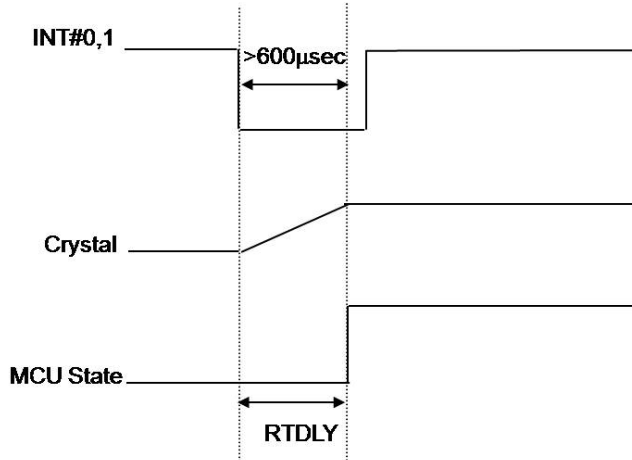 INT#0,1
>600µsec
Crystal
MCU State
RTDLY